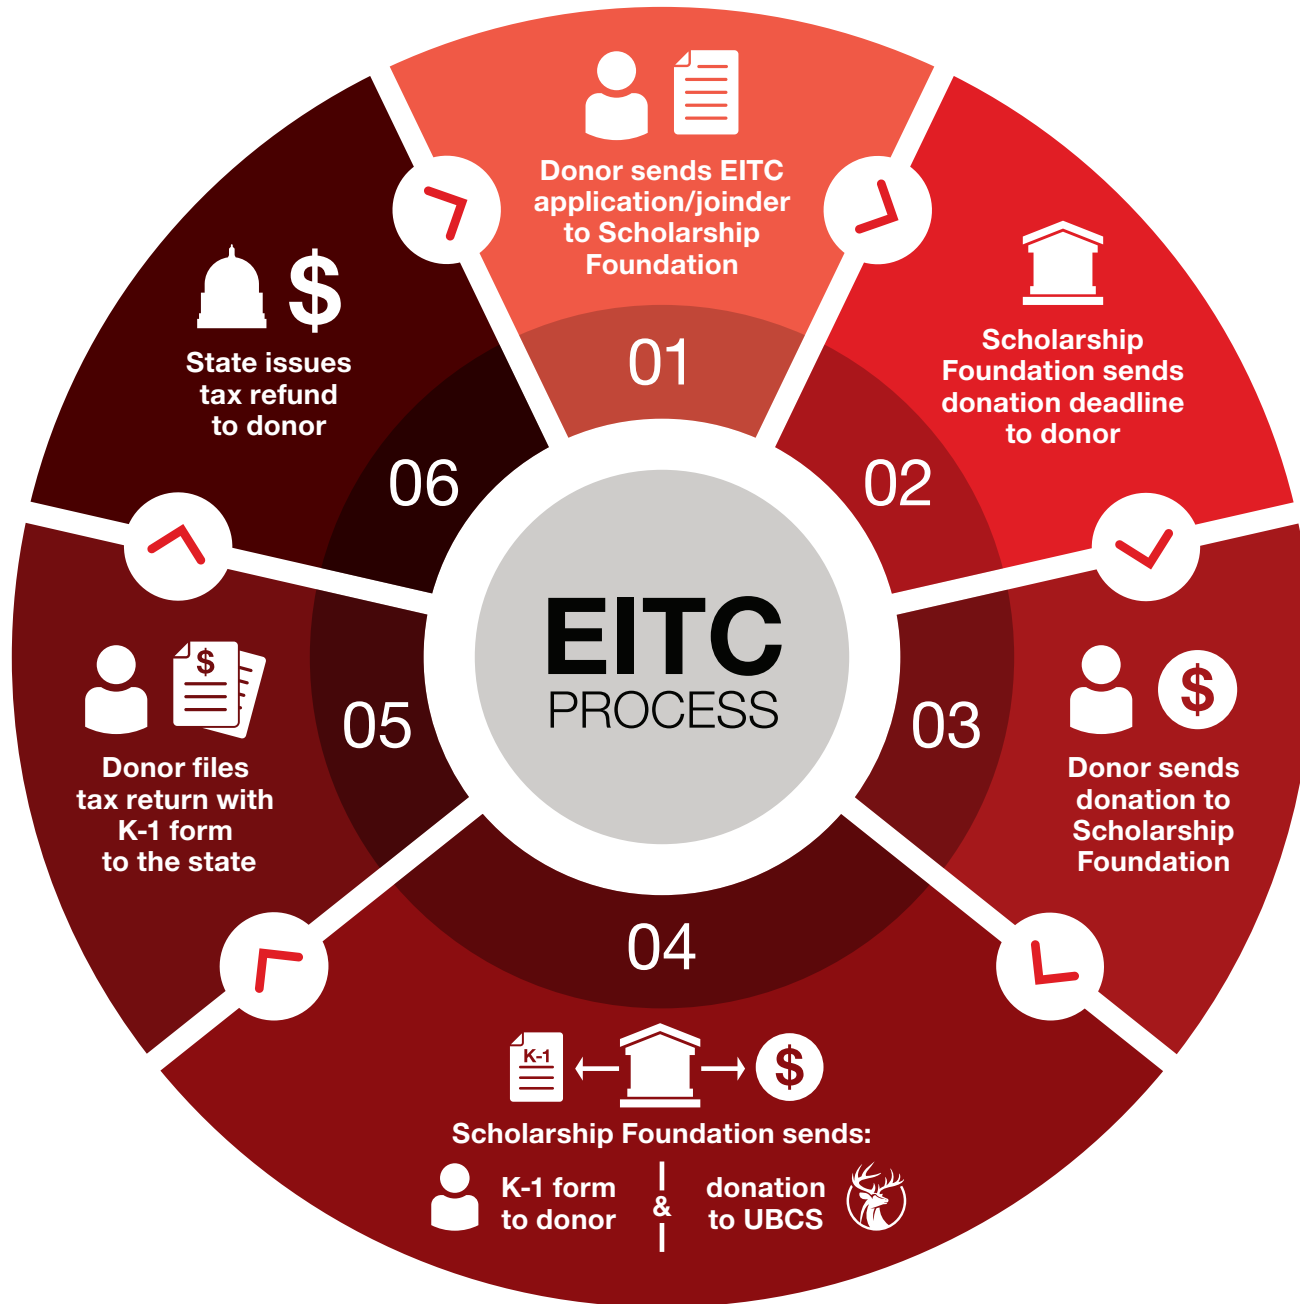 EITC
PROCESS
01
Donor sends EITC
application/joinder
to Scholarship
Foundation
02
Scholarship
Foundation sends
donation deadline
to donor
03
$
Donor sends
donation to
Scholarship
Foundation
04
K-1
$
Scholarship Foundation sends:
K-1 form
to donor
&
donation
to UBCS
05
$
Donor files
tax return with
K-1 form
to the state
06
$
State issues
tax refund
to donor